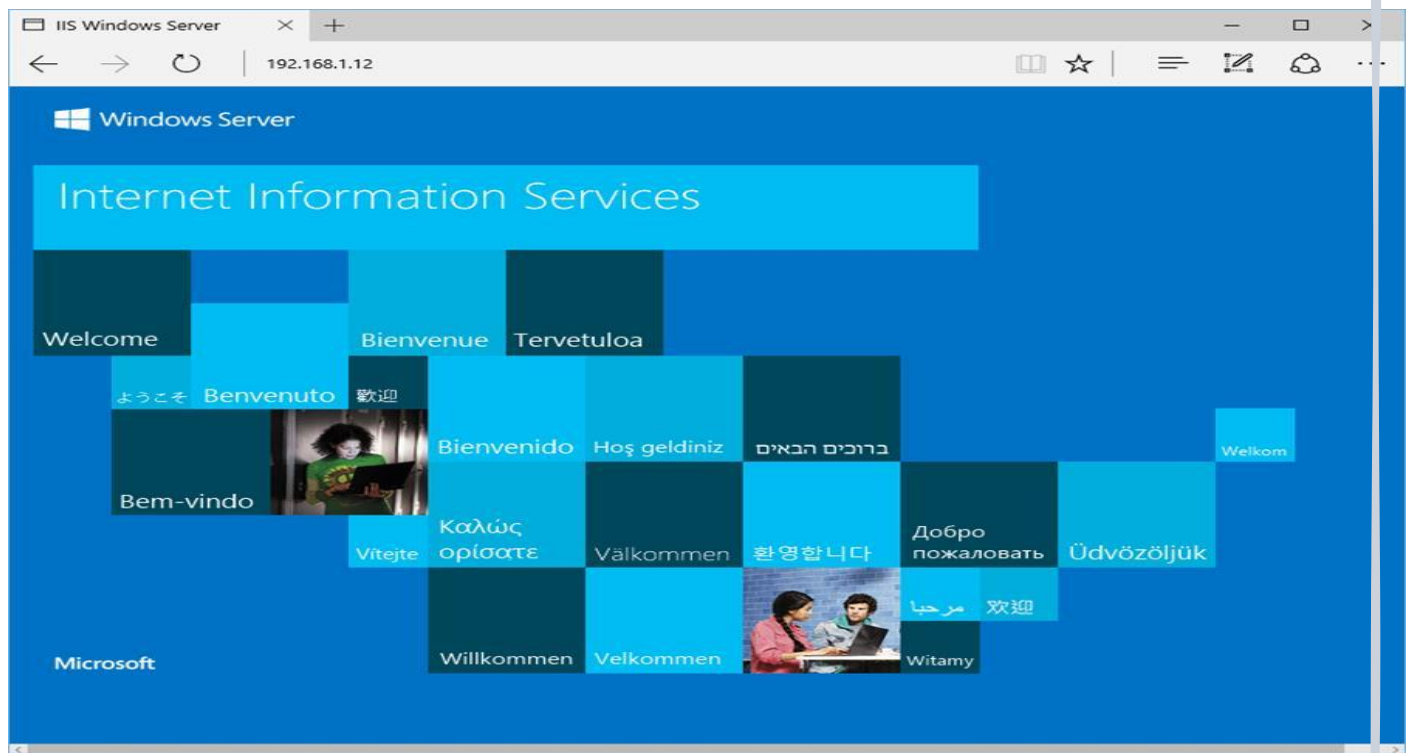 IIS Windows Server
192.168.1.12
Windows Server
Internet Information Services
Welcome
Bienvenue
Tervetuloa
ようこそ
Benvenuto
歡迎
Bienvenido
Hoş geldiniz
ברוכים הבאים
Welkom
Bem-vindo
Vítejte
Καλώς
ορίσατε
Välkommen
환영합니다
Добро
пожаловать
Üdvözöljük
مرحبا
欢迎
Microsoft
Willkommen
Velkommen
Witamy